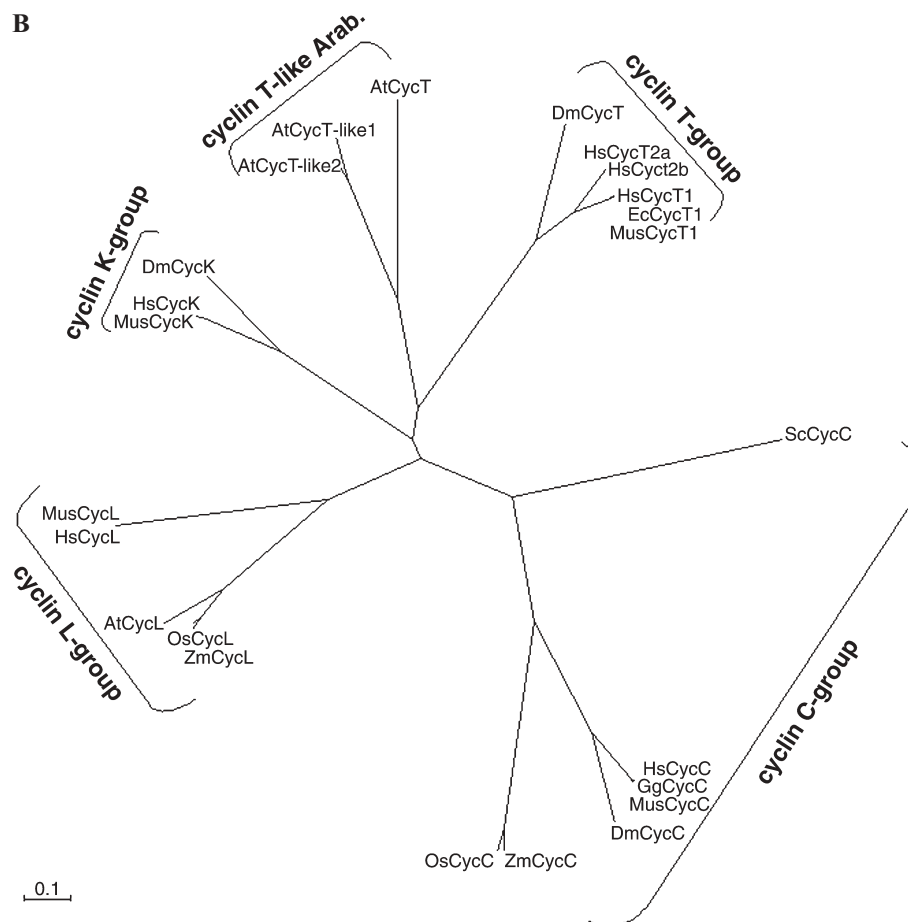 B
cyclin T-like Arab.
AtCycT
AtCycT-like1
AtCycT-like2
cyclin T-group
DmCycT
HsCycT2a
HsCyct2b
HsCycT1
EcCycT1
MusCycT1
cyclin K-group
DmCycK
HsCycK
MusCycK
ScCycC
MusCycL
HsCycL
cyclin L-group
AtCycL
OsCycL
ZmCycL
cyclin C-group
HsCycC
GgCycC
MusCycC
DmCycC
OsCycC ZmCycC
0.1